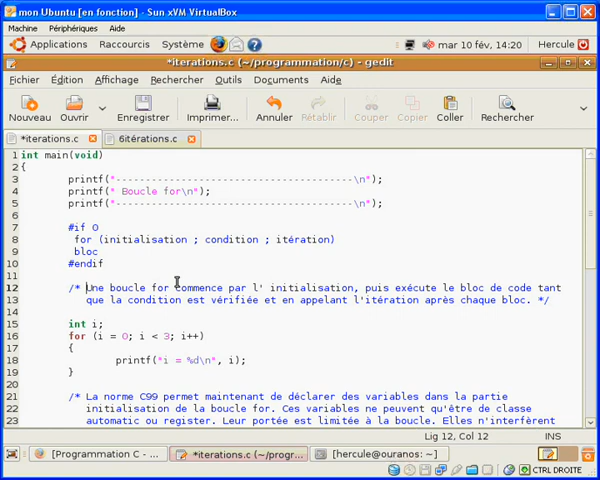 mon Ubuntu [en fonction] - Sun xVM VirtualBox
Machine Périphériques Aide
Applications Raccourcis Système mar 10 fév, 14:20 Hercule
*iterations.c (~/programmation/c) - gedit
Fichier Édition Affichage Rechercher Outils Documents Aide
Nouveau Ouvrir Enregistrer Imprimer... Annuler Rétablir Couper Copier Coller Rechercher
*iterations.c 6itérations.c
1 int main(void)
2 {
3 printf("---------------------------------------\n");
4 printf(" Boucle for\n");
5 printf("---------------------------------------\n");
6
7 #if 0
8 for (initialisation ; condition ; itération)
9 bloc
10 #endif
11
12 /* Une boucle for commence par l' initialisation, puis exécute le bloc de code tant
13 que la condition est vérifiée et en appelant l'itération après chaque bloc. */
14
15 int i;
16 for (i = 0; i < 3; i++)
17 {
18 printf("i = %d\n", i);
19 }
20
21 /* La norme C99 permet maintenant de déclarer des variables dans la partie
22 initialisation de la boucle for. Ces variables ne peuvent qu'être de classe
23 automatic ou register. Leur portée est limitée à la boucle. Elles n'interfèrent
Lig 12, Col 12 INS
[Programmation C - ... *iterations.c (~/progr... [hercule@ouranos: ~]
CTRL DROITE